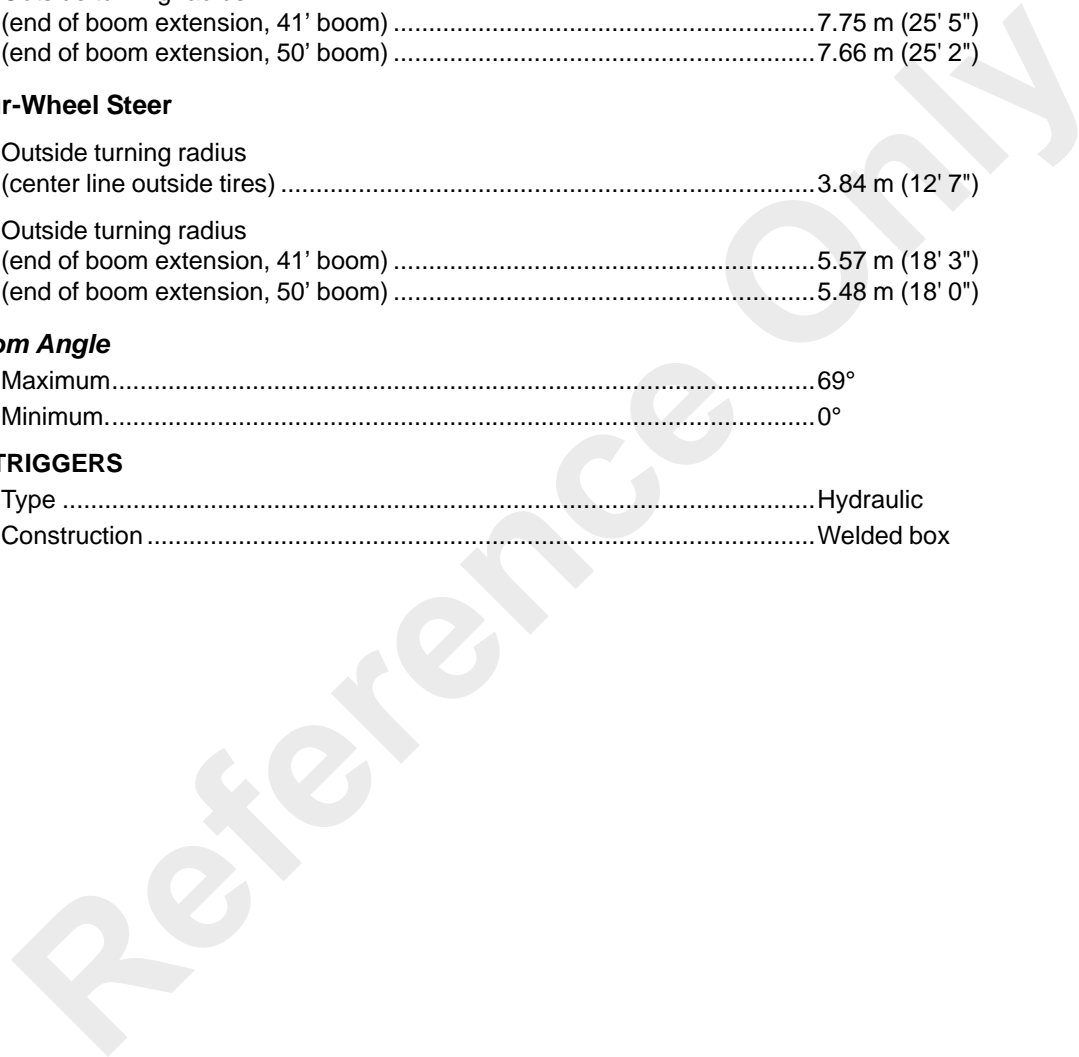 (end of boom extension, 41’ boom) ............................................................7.75 m (25' 5")
(end of boom extension, 50’ boom) ............................................................7.66 m (25' 2")
r-Wheel Steer
Outside turning radius
(center line outside tires) ............................................................................3.84 m (12' 7")
Outside turning radius
(end of boom extension, 41’ boom) ............................................................5.57 m (18' 3")
(end of boom extension, 50’ boom) ............................................................5.48 m (18' 0")
om Angle
Maximum....................................................................................................69°
Minimum.....................................................................................................0°
TRIGGERS
Type ...........................................................................................................Hydraulic
Construction ...............................................................................................Welded box
Reference Only